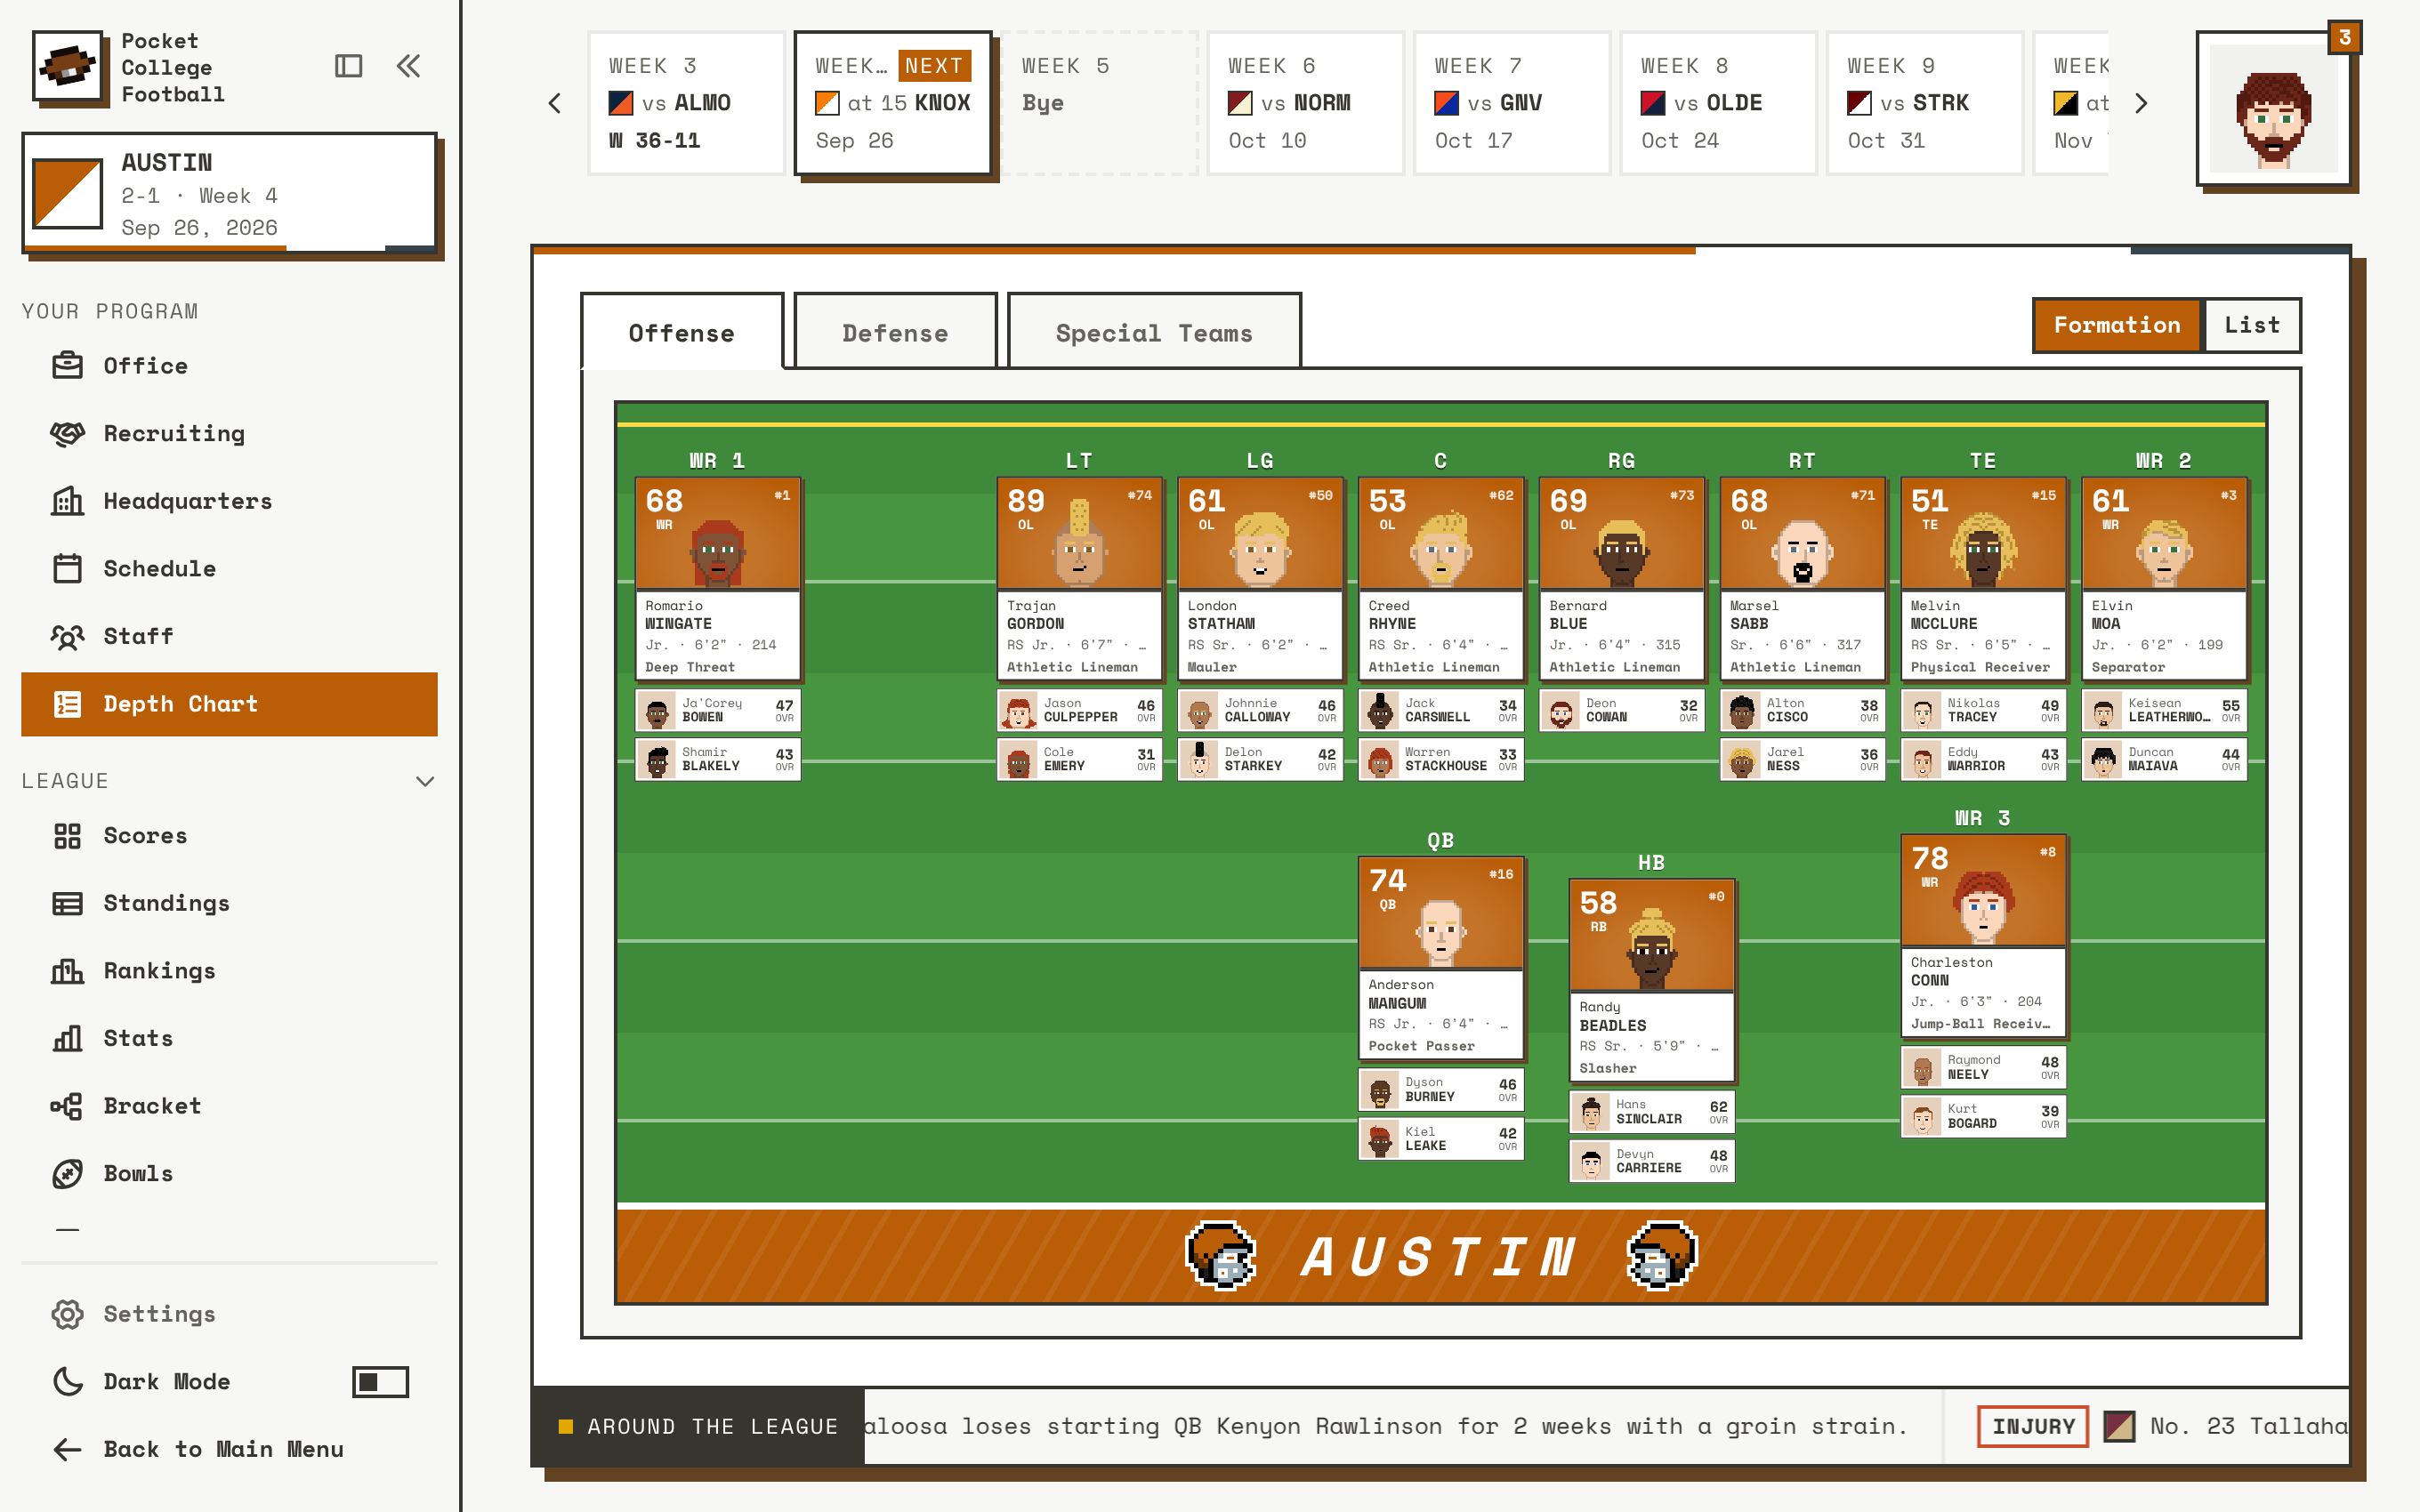 Pocket
College
Football
AUSTIN
2-1 · Week 4
Sep 26, 2026
YOUR PROGRAM
Office
Recruiting
Headquarters
Schedule
Staff
Depth Chart
LEAGUE
Scores
Standings
Rankings
Stats
Bracket
Bowls
Settings
Dark Mode
Back to Main Menu
WEEK 3
vs ALMO
W 36-11
WEEK… NEXT
at 15 KNOX
Sep 26
WEEK 5
Bye
WEEK 6
vs NORM
Oct 10
WEEK 7
vs GNV
Oct 17
WEEK 8
vs OLDE
Oct 24
WEEK 9
vs STRK
Oct 31
WEEK
at
Nov
3
Offense
Defense
Special Teams
Formation
List
WR 1
68
WR
#1
Romario
WINGATE
Jr. · 6'2" · 214
Deep Threat
Ja'Corey
BOWEN
47
OVR
Shamir
BLAKELY
43
OVR
LT
89
OL
#74
Trajan
GORDON
RS Jr. · 6'7" · …
Athletic Lineman
Jason
CULPEPPER
46
OVR
Cole
EMERY
31
OVR
LG
61
OL
#50
London
STATHAM
RS Sr. · 6'2" · …
Mauler
Johnnie
CALLOWAY
46
OVR
Delon
STARKEY
42
OVR
C
53
OL
#62
Creed
RHYNE
RS Sr. · 6'4" · …
Athletic Lineman
Jack
CARSWELL
34
OVR
Warren
STACKHOUSE
33
OVR
RG
69
OL
#73
Bernard
BLUE
Jr. · 6'4" · 315
Athletic Lineman
Deon
COWAN
32
OVR
RT
68
OL
#71
Marsel
SABB
Sr. · 6'6" · 317
Athletic Lineman
Alton
CISCO
38
OVR
Jarel
NESS
36
OVR
TE
51
TE
#15
Melvin
MCCLURE
RS Sr. · 6'5" · …
Physical Receiver
Nikolas
TRACEY
49
OVR
Eddy
WARRIOR
43
OVR
WR 2
61
WR
#3
Elvin
MOA
Jr. · 6'2" · 199
Separator
Keisean
LEATHERWO…
55
OVR
Duncan
MAIAVA
44
OVR
QB
74
QB
#16
Anderson
MANGUM
RS Jr. · 6'4" · …
Pocket Passer
Dyson
BURNEY
46
OVR
Kiel
LEAKE
42
OVR
HB
58
RB
#0
Randy
BEADLES
RS Sr. · 5'9" · …
Slasher
Hans
SINCLAIR
62
OVR
Devyn
CARRIERE
48
OVR
WR 3
78
WR
#8
Charleston
CONN
Jr. · 6'3" · 204
Jump-Ball Receiv…
Raymond
NEELY
48
OVR
Kurt
BOGARD
39
OVR
AUSTIN
AROUND THE LEAGUE
aloosa loses starting QB Kenyon Rawlinson for 2 weeks with a groin strain.
INJURY
No. 23 Tallaha